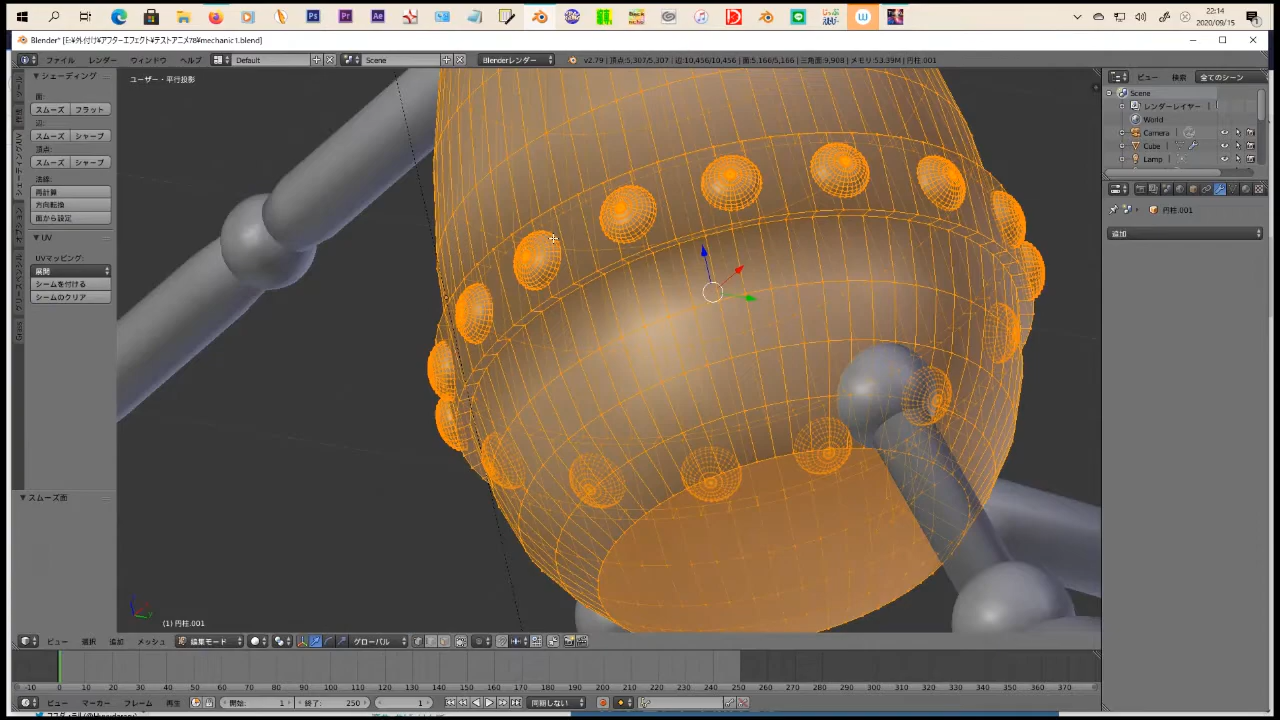 22:14
2020/09/15
Blender* [E:¥外付け¥アフターエフェクト¥テストアニメ78¥mechanic1.blend]
ファイル レンダー ウィンドウ ヘルプ Default Scene Blenderレンダー v2.79 | 頂点:5,307/5,307 | 辺:10,456/10,456 | 面:5,166/5,166 | 三角面:9,908 | メモリ:53.39M | 円柱.001
ビュー 検索 全てのシーン
シェーディング
ユーザー・平行投影
面:
スムーズ フラット
辺:
スムーズ シャープ
頂点:
スムーズ シャープ
法線:
再計算
方向転換
面から設定
UV
UVマッピング:
展開
シームを付ける
シームのクリア
スムーズ面
Scene
レンダーレイヤー
World
Camera
Cube
Lamp
円柱.001
追加
(1) 円柱.001
ビュー 選択 追加 メッシュ 編集モード グローバル
-10 0 10 20 30 40 50 60 70 80 90 100 110 120 130 140 150 160 170 180 190 200 210 220 230 240 250 260 270 280 290 300 310 320 330 340 350 360 370
ビュー マーカー フレーム 再生 開始: 1 終了: 250 1 同期しない